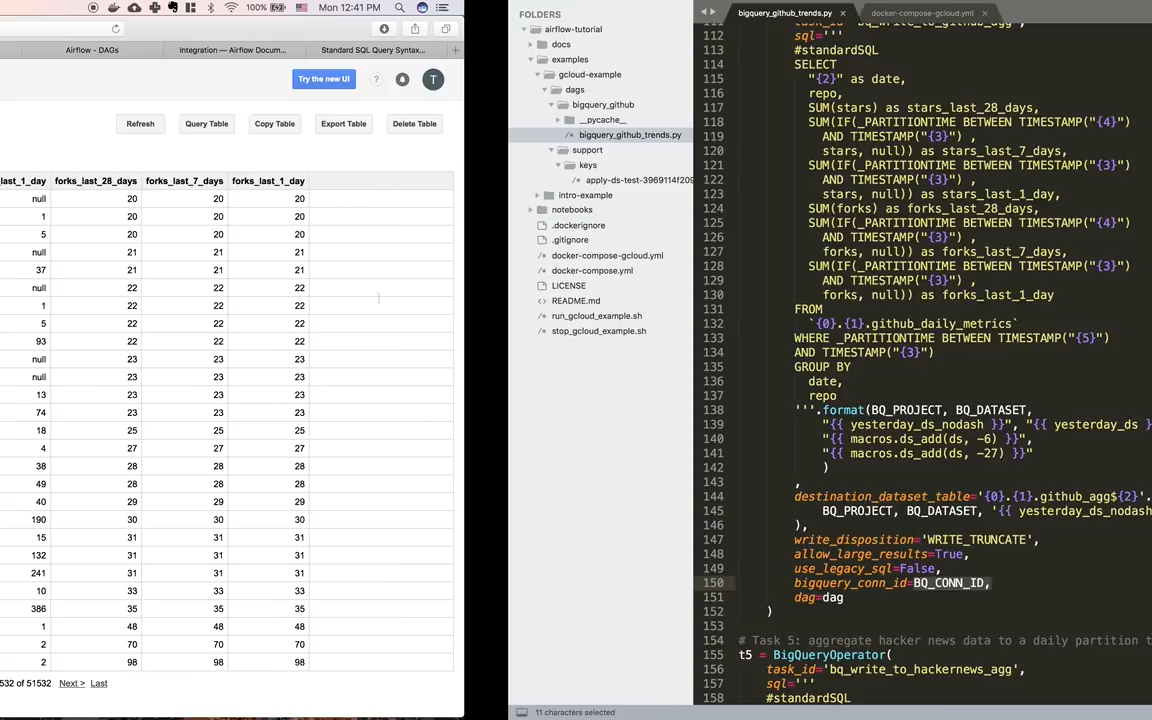 100%
Mon 12:41 PM
Airflow - DAGs
Integration — Airflow Docum...
Standard SQL Query Syntax...
Try the new UI
?
T
Refresh
Query Table
Copy Table
Export Table
Delete Table
_last_1_day forks_last_28_days forks_last_7_days forks_last_1_day
null 20 20 20
1 20 20 20
5 20 20 20
null 21 21 21
37 21 21 21
null 22 22 22
1 22 22 22
5 22 22 22
93 22 22 22
null 23 23 23
null 23 23 23
13 23 23 23
74 23 23 23
18 25 25 25
4 27 27 27
38 28 28 28
49 28 28 28
40 29 29 29
190 30 30 30
15 31 31 31
132 31 31 31
241 31 31 31
10 33 33 33
386 35 35 35
1 48 48 48
2 70 70 70
2 98 98 98
532 of 51532 Next > Last
FOLDERS
airflow-tutorial
docs
examples
gcloud-example
dags
bigquery_github
__pycache__
bigquery_github_trends.py
support
keys
apply-ds-test-3969114f209
intro-example
notebooks
.dockerignore
.gitignore
docker-compose-gcloud.yml
docker-compose.yml
LICENSE
README.md
run_gcloud_example.sh
stop_gcloud_example.sh
11 characters selected
bigquery_github_trends.py
docker-compose-gcloud.yml
111 task_id='bq_write_to_github_agg',
112 sql='''
113 #standardSQL
114 SELECT
115 "{2}" as date,
116 repo,
117 SUM(stars) as stars_last_28_days,
118 SUM(IF(_PARTITIONTIME BETWEEN TIMESTAMP("{4}")
119 AND TIMESTAMP("{3}") ,
120 stars, null)) as stars_last_7_days,
121 SUM(IF(_PARTITIONTIME BETWEEN TIMESTAMP("{3}")
122 AND TIMESTAMP("{3}") ,
123 stars, null)) as stars_last_1_day,
124 SUM(forks) as forks_last_28_days,
125 SUM(IF(_PARTITIONTIME BETWEEN TIMESTAMP("{4}")
126 AND TIMESTAMP("{3}") ,
127 forks, null)) as forks_last_7_days,
128 SUM(IF(_PARTITIONTIME BETWEEN TIMESTAMP("{3}")
129 AND TIMESTAMP("{3}") ,
130 forks, null)) as forks_last_1_day
131 FROM
132 `{0}.{1}.github_daily_metrics`
133 WHERE _PARTITIONTIME BETWEEN TIMESTAMP("{5}")
134 AND TIMESTAMP("{3}")
135 GROUP BY
136 date,
137 repo
138 '''.format(BQ_PROJECT, BQ_DATASET,
139 "{{ yesterday_ds_nodash }}", "{{ yesterday_ds }
140 "{{ macros.ds_add(ds, -6) }}",
141 "{{ macros.ds_add(ds, -27) }}"
142 )
143 ,
144 destination_dataset_table='{0}.{1}.github_agg${2}'.
145 BQ_PROJECT, BQ_DATASET, '{{ yesterday_ds_nodash
146 ),
147 write_disposition='WRITE_TRUNCATE',
148 allow_large_results=True,
149 use_legacy_sql=False,
150 bigquery_conn_id=BQ_CONN_ID,
151 dag=dag
152 )
153
154 # Task 5: aggregate hacker news data to a daily partition t
155 t5 = BigQueryOperator(
156 task_id='bq_write_to_hackernews_agg',
157 sql='''
158 #standardSQL